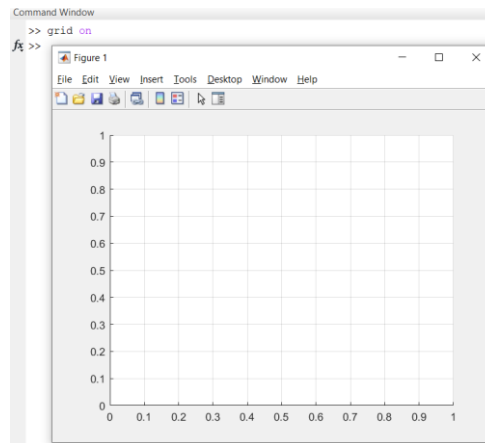 Command Window
>> grid on
fx >>
Figure 1
File Edit View Insert Tools Desktop Window Help
1
0.9
0.8
0.7
0.6
0.5
0.4
0.3
0.2
0.1
0
0 0.1 0.2 0.3 0.4 0.5 0.6 0.7 0.8 0.9 1